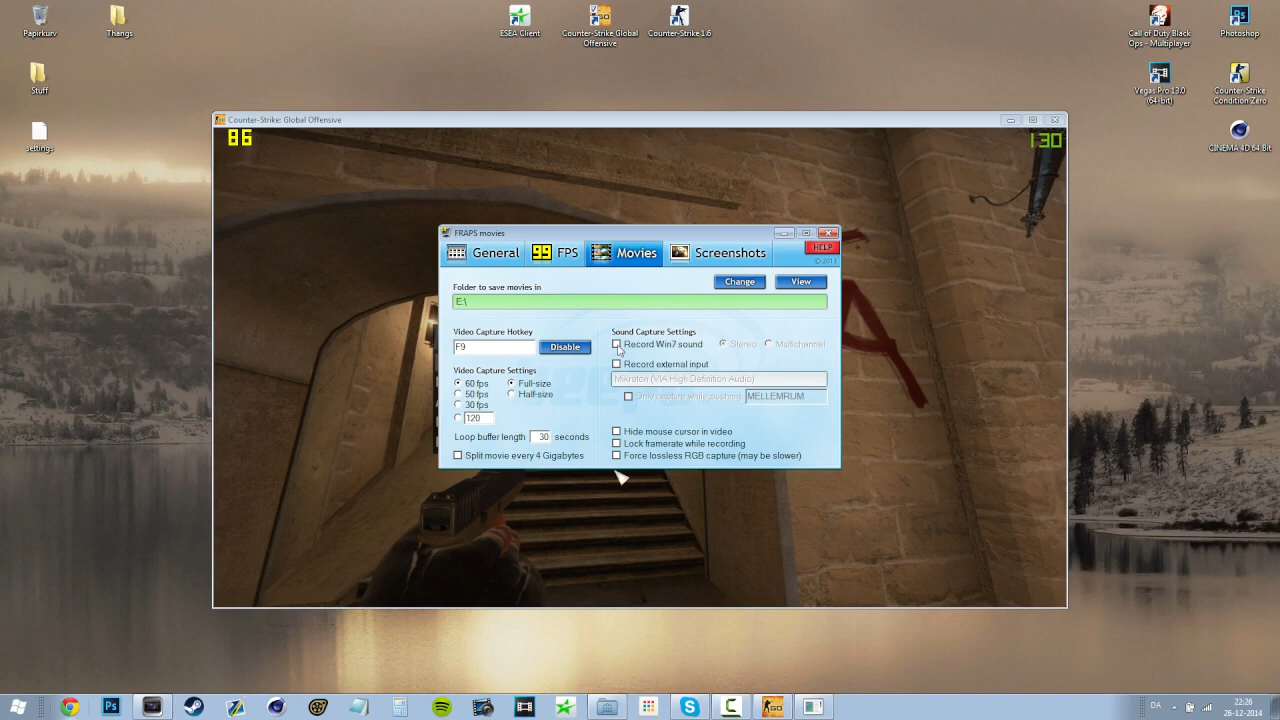 Papirkurv
Thangs
ESEA Client
Counter-Strike Global
Offensive
Counter-Strike 1.6
Call of Duty Black
Ops - Multiplayer
Ps
Photoshop
Stuff
Vegas Pro 13.0
(64-bit)
Counter-Strike
Condition Zero
settings
CINEMA 4D 64 Bit
Counter-Strike: Global Offensive
86
130
FRAPS movies
General
99 FPS
Movies
Screenshots
HELP
© 2013
Folder to save movies in
Change
View
E:\
Video Capture Hotkey
F9
Disable
Sound Capture Settings
Record Win7 sound
Stereo
Multichannel
Record external input
Mikrofon (VIA High Definition Audio)
Only capture while pushing
MELLEMRUM
Video Capture Settings
60 fps
Full-size
50 fps
Half-size
30 fps
120
Loop buffer length 30 seconds
Split movie every 4 Gigabytes
Hide mouse cursor in video
Lock framerate while recording
Force lossless RGB capture (may be slower)
A
Ps
GO
DA
22:26
26-12-2014